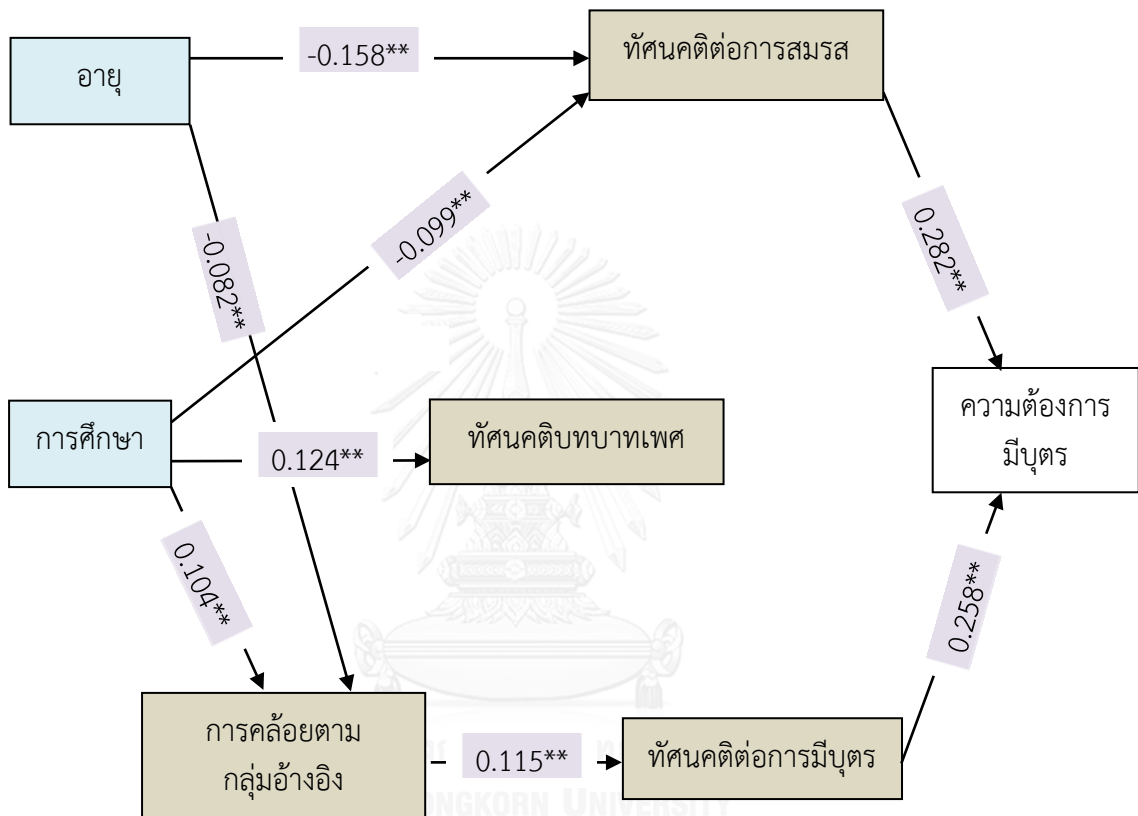 อายุ
-0.158**
ทัศนคติต่อการสมรส
-0.099**
-0.082**
0.282**
การศึกษา
0.124**
ทัศนคติบทบาทเพศ
ความต้องการ
มีบุตร
0.104**
0.258**
การคล้อยตาม
กลุ่มอ้างอิง
0.115**
ทัศนคติต่อการมีบุตร
ONGKORN UNIVERSITY